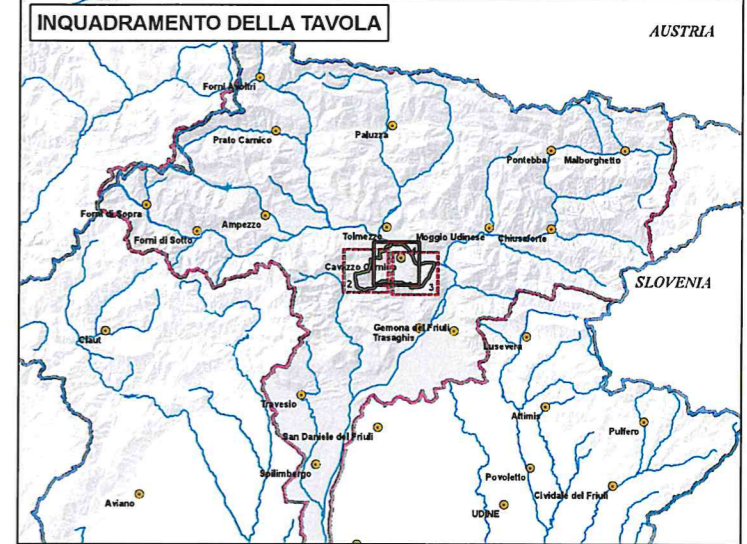 INQUADRAMENTO DELLA TAVOLA
AUSTRIA
Forni Avoltri
Prato Carnico
Paluzza
Pontebba
Malborghetto
Forni di Sopra
Forni di Sotto
Ampezzo
Tolmezzo
Moggio Udinese
Chiusaforte
Cavazzo Carnico
2
3
SLOVENIA
Claut
Gemona del Friuli
Trasaghis
Lusevera
Travesio
Attimis
Pulfero
San Daniele del Friuli
Spilimbergo
Povoletto
Cividale del Friuli
Aviano
UDINE